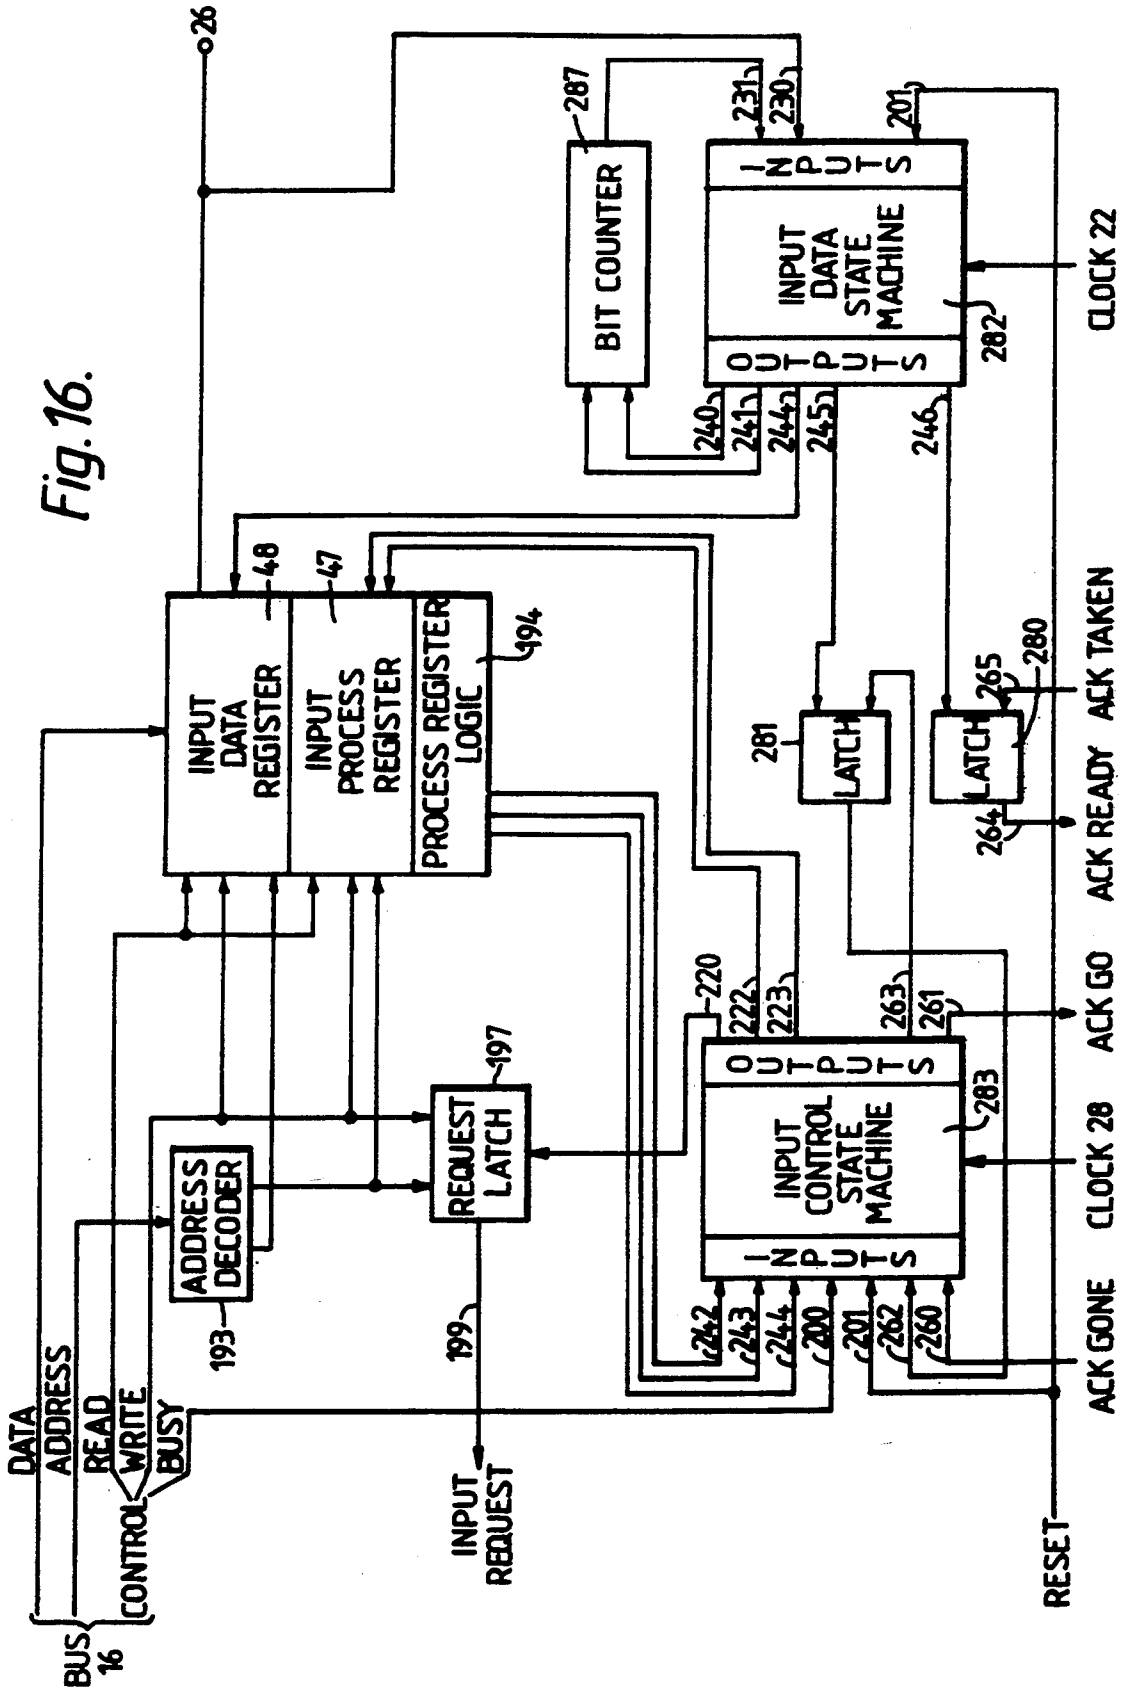 Fig.16.
BUS
16
DATA
ADDRESS
CONTROL
READ
WRITE
BUSY
193
ADDRESS
DECODER
INPUT
DATA
REGISTER
48
INPUT
PROCESS
REGISTER
47
PROCESS REGISTER
LOGIC
194
26
REQUEST
LATCH
197
199
INPUT
REQUEST
BIT COUNTER
287
242
243
244
200
201
262
260
INPUTS
INPUT
CONTROL
STATE
MACHINE
283
OUTPUTS
220
222
223
263
261
281
LATCH
LATCH
280
264
265
240
241
244
245
246
OUTPUTS
INPUT
DATA
STATE
MACHINE
282
INPUTS
231
230
201
RESET
ACK GONE
CLOCK 28
ACK GO
ACK READY
ACK TAKEN
CLOCK 22